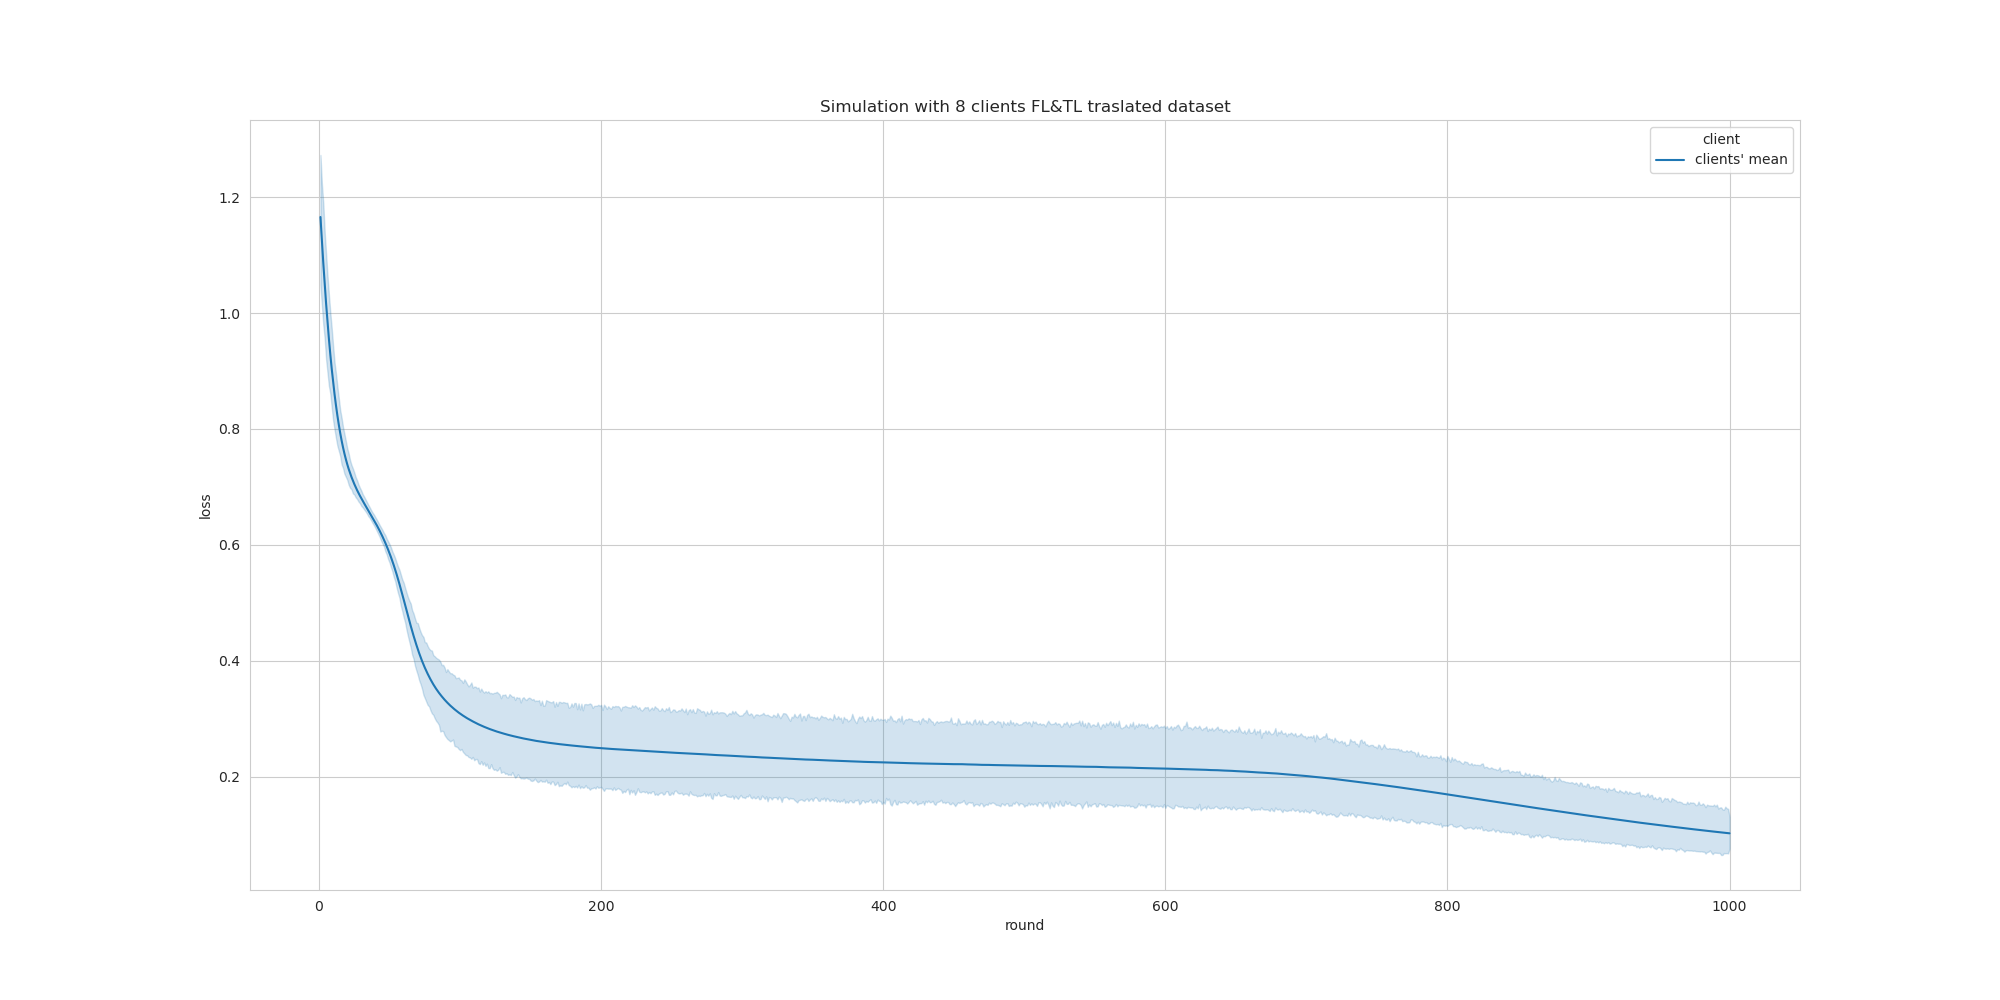 Simulation with 8 clients FL&TL traslated dataset
client
clients' mean
1.2
1.0
0.8
0.6
0.4
0.2
loss
0 200 400 600 800 1000
round